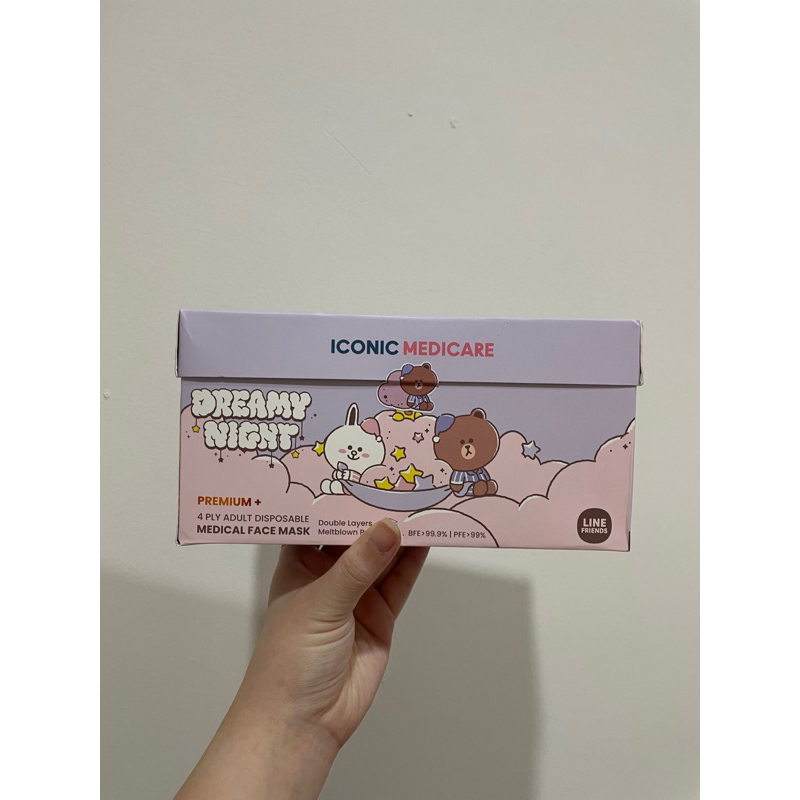 ICONIC MEDICARE
DREAMY
NIGHT
PREMIUM +
4 PLY ADULT DISPOSABLE
MEDICAL FACE MASK
Double Layers
Meltblown
BFE>99.9% | PFE>99%
LINE
FRIENDS